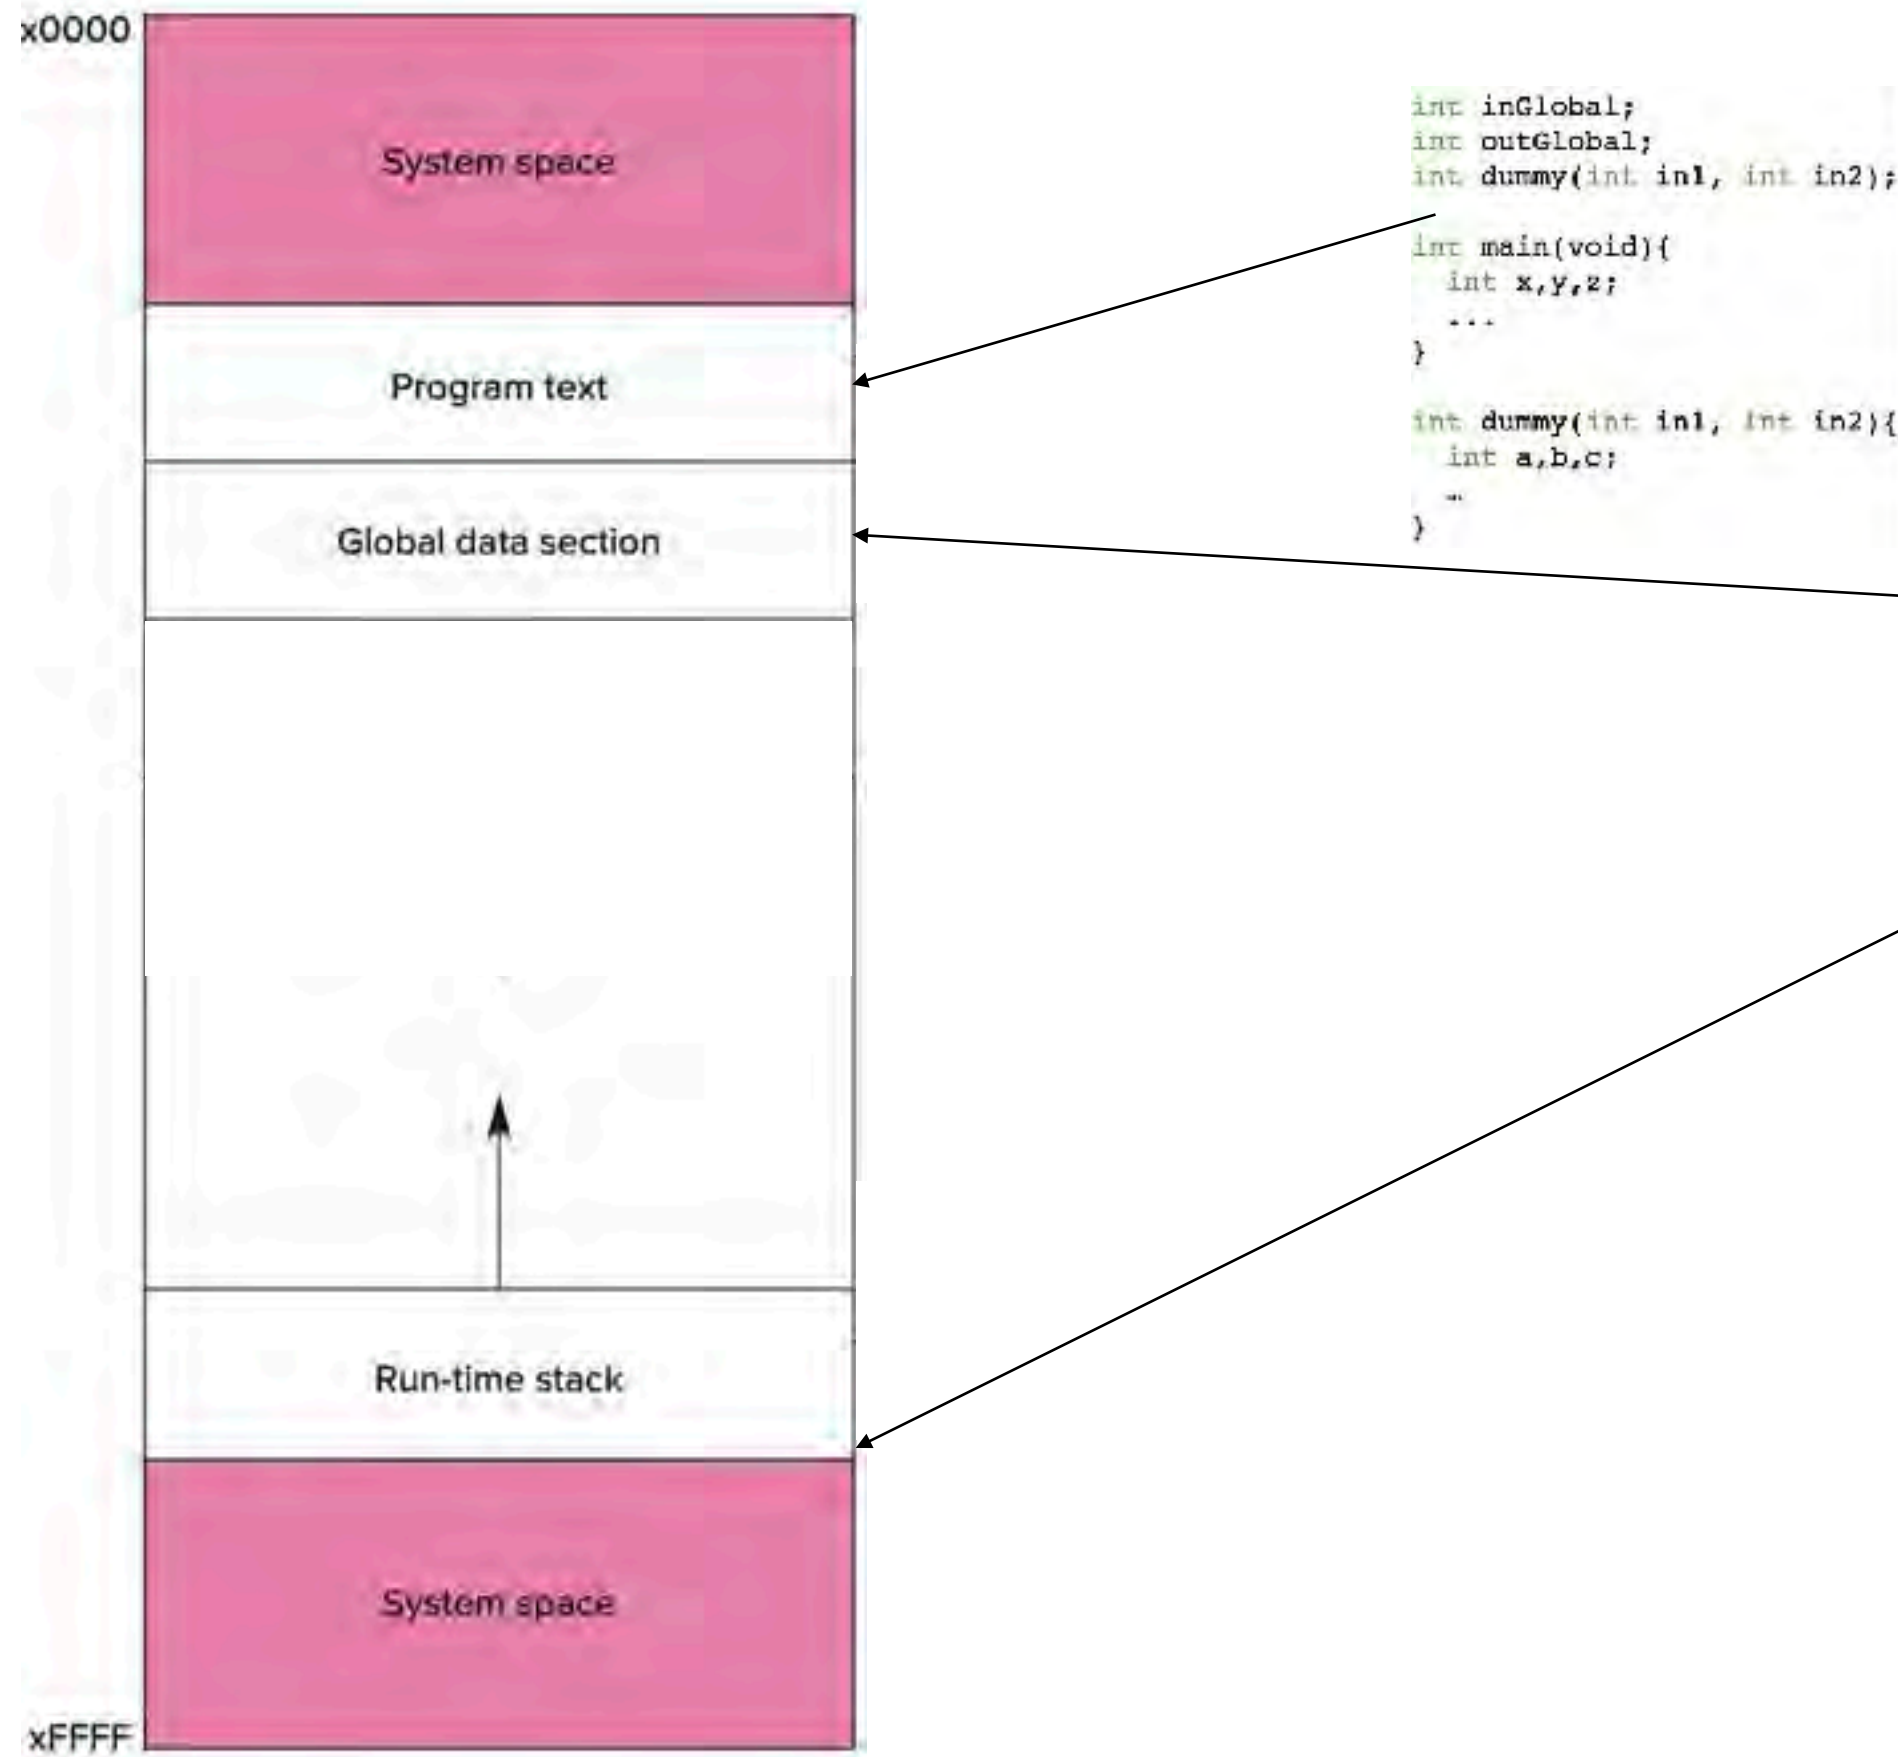 x0000
System space
Program text
Global data section
Run-time stack
System space
xFFFF
int inGlobal;
int outGlobal;
int dummy(int in1, int in2);
int main(void){
int x,y,z;
...
}
int dummy(int in1, int in2){
int a,b,c;
…
}